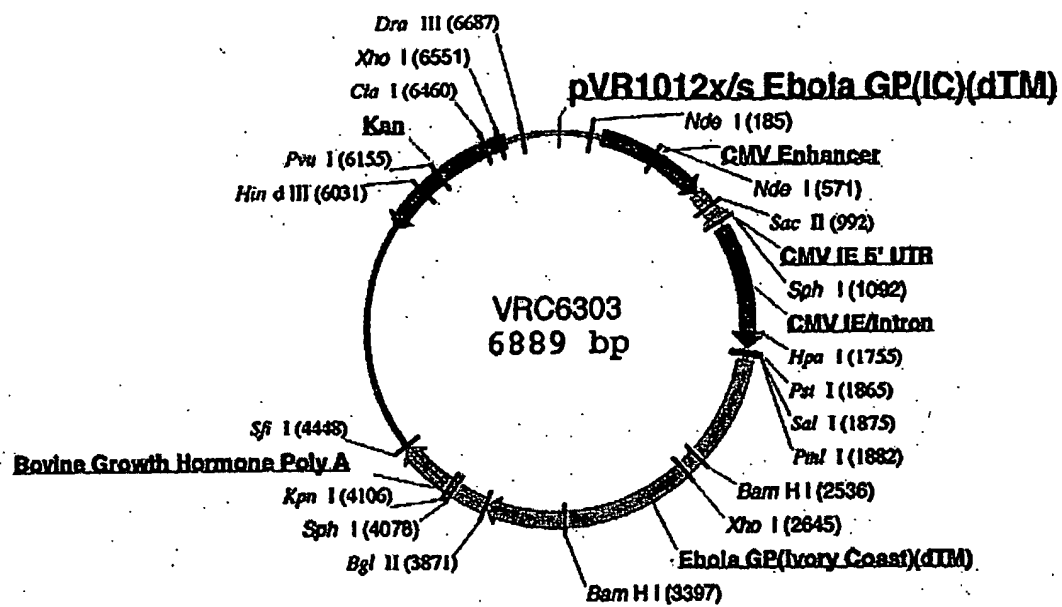 Dra III (6687)
Xho I (6551)
Cla I (6460)
Kan
Pvu I (6155)
Hin d III (6031)
pVR1012x/s Ebola GP(IC)(dTM)
Nde I (185)
CMV Enhancer
Nde I (571)
Sac II (992)
CMV IE 5' UTR
Sph I (1092)
CMV IE/Intron
Hpa I (1755)
Pst I (1865)
Sal I (1875)
Pml I (1882)
VRC6303
6889 bp
Sfi I (4448)
Bovine Growth Hormone Poly A
Kpn I (4106)
Sph I (4078)
Bgl II (3871)
Bam H I (2536)
Xho I (2645)
Ebola GP(Ivory Coast)(dTM)
Bam H I (3397)